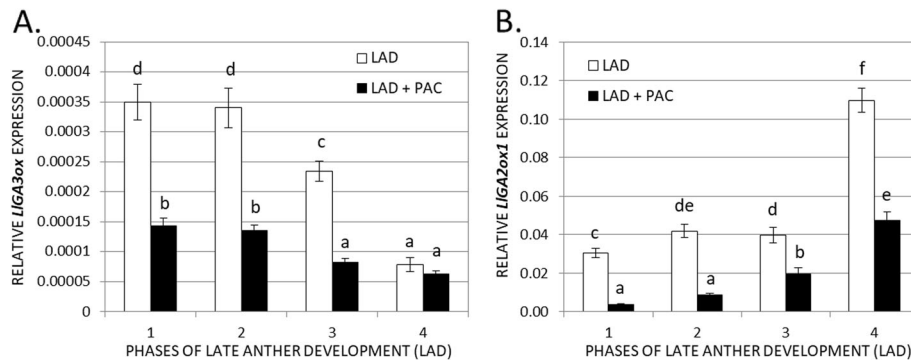 A.
RELATIVE LlGA3ox EXPRESSION
0.00045
0.0004
0.00035
0.0003
0.00025
0.0002
0.00015
0.0001
0.00005
0
LAD
LAD + PAC
d
b
d
b
c
a
a
a
1
2
3
4
PHASES OF LATE ANTHER DEVELOPMENT (LAD)
B.
RELATIVE LlGA2ox1 EXPRESSION
0.14
0.12
0.10
0.08
0.06
0.04
0.02
0.00
LAD
LAD + PAC
c
a
de
a
d
b
f
e
1
2
3
4
PHASES OF LATE ANTHER DEVELOPMENT (LAD)